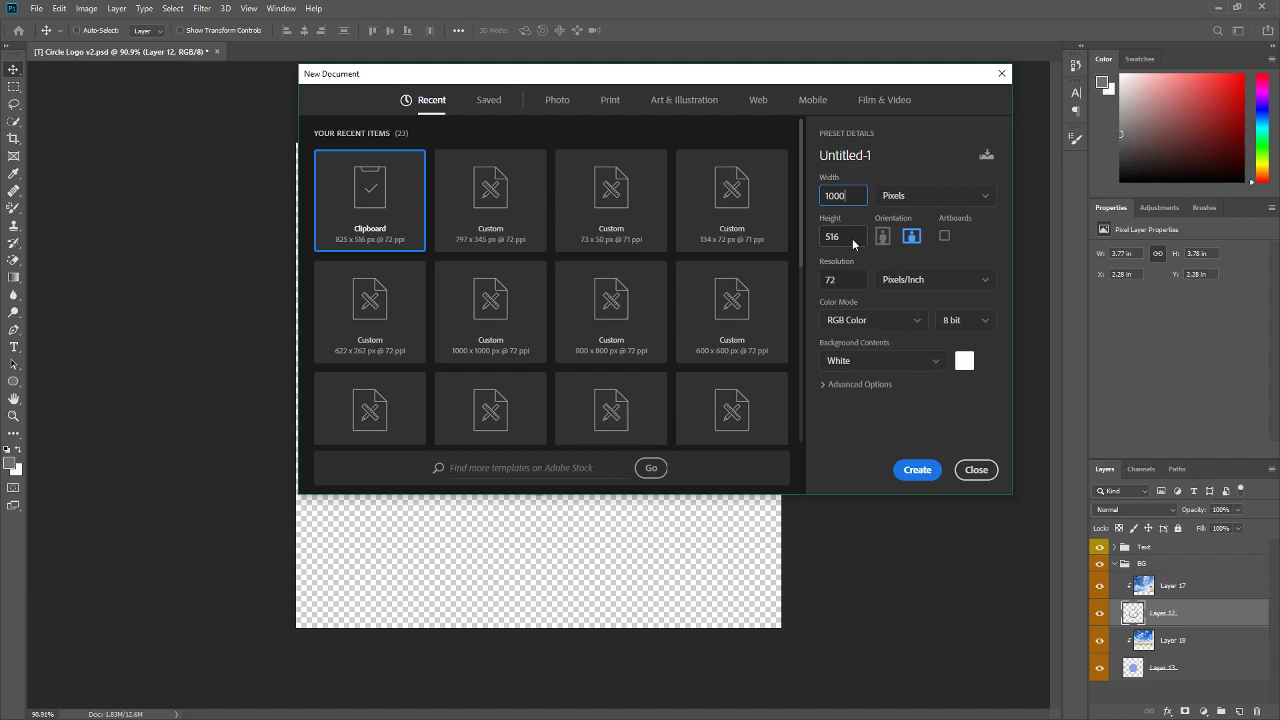 Ps File Edit Image Layer Type Select Filter 3D View Window Help
Auto-Select: Layer Show Transform Controls 3D Mode:
[T] Circle Logo v2.psd @ 90.9% (Layer 12, RGB/8) *
New Document
Recent Saved Photo Print Art & Illustration Web Mobile Film & Video
YOUR RECENT ITEMS (23)
Clipboard
825 x 516 px @ 72 ppi
Custom
797 x 345 px @ 72 ppi
Custom
73 x 50 px @ 71 ppi
Custom
134 x 72 px @ 71 ppi
Custom
622 x 262 px @ 72 ppi
Custom
1000 x 1000 px @ 72 ppi
Custom
800 x 800 px @ 72 ppi
Custom
600 x 600 px @ 72 ppi
Find more templates on Adobe Stock Go
PRESET DETAILS
Untitled-1
Width
1000 Pixels
Height Orientation Artboards
516
Resolution
72 Pixels/Inch
Color Mode
RGB Color 8 bit
Background Contents
White
Advanced Options
Create Close
Color Swatches
Properties Adjustments Brushes
Pixel Layer Properties
W: 3.77 in H: 3.78 in
X: 2.28 in Y: 2.28 in
Layers Channels Paths
Kind
Normal Opacity: 100%
Lock: Fill: 100%
Text
BG
Layer 17
Layer 12
Layer 18
Layer 13
90.91% Doc: 1.83M/12.6M